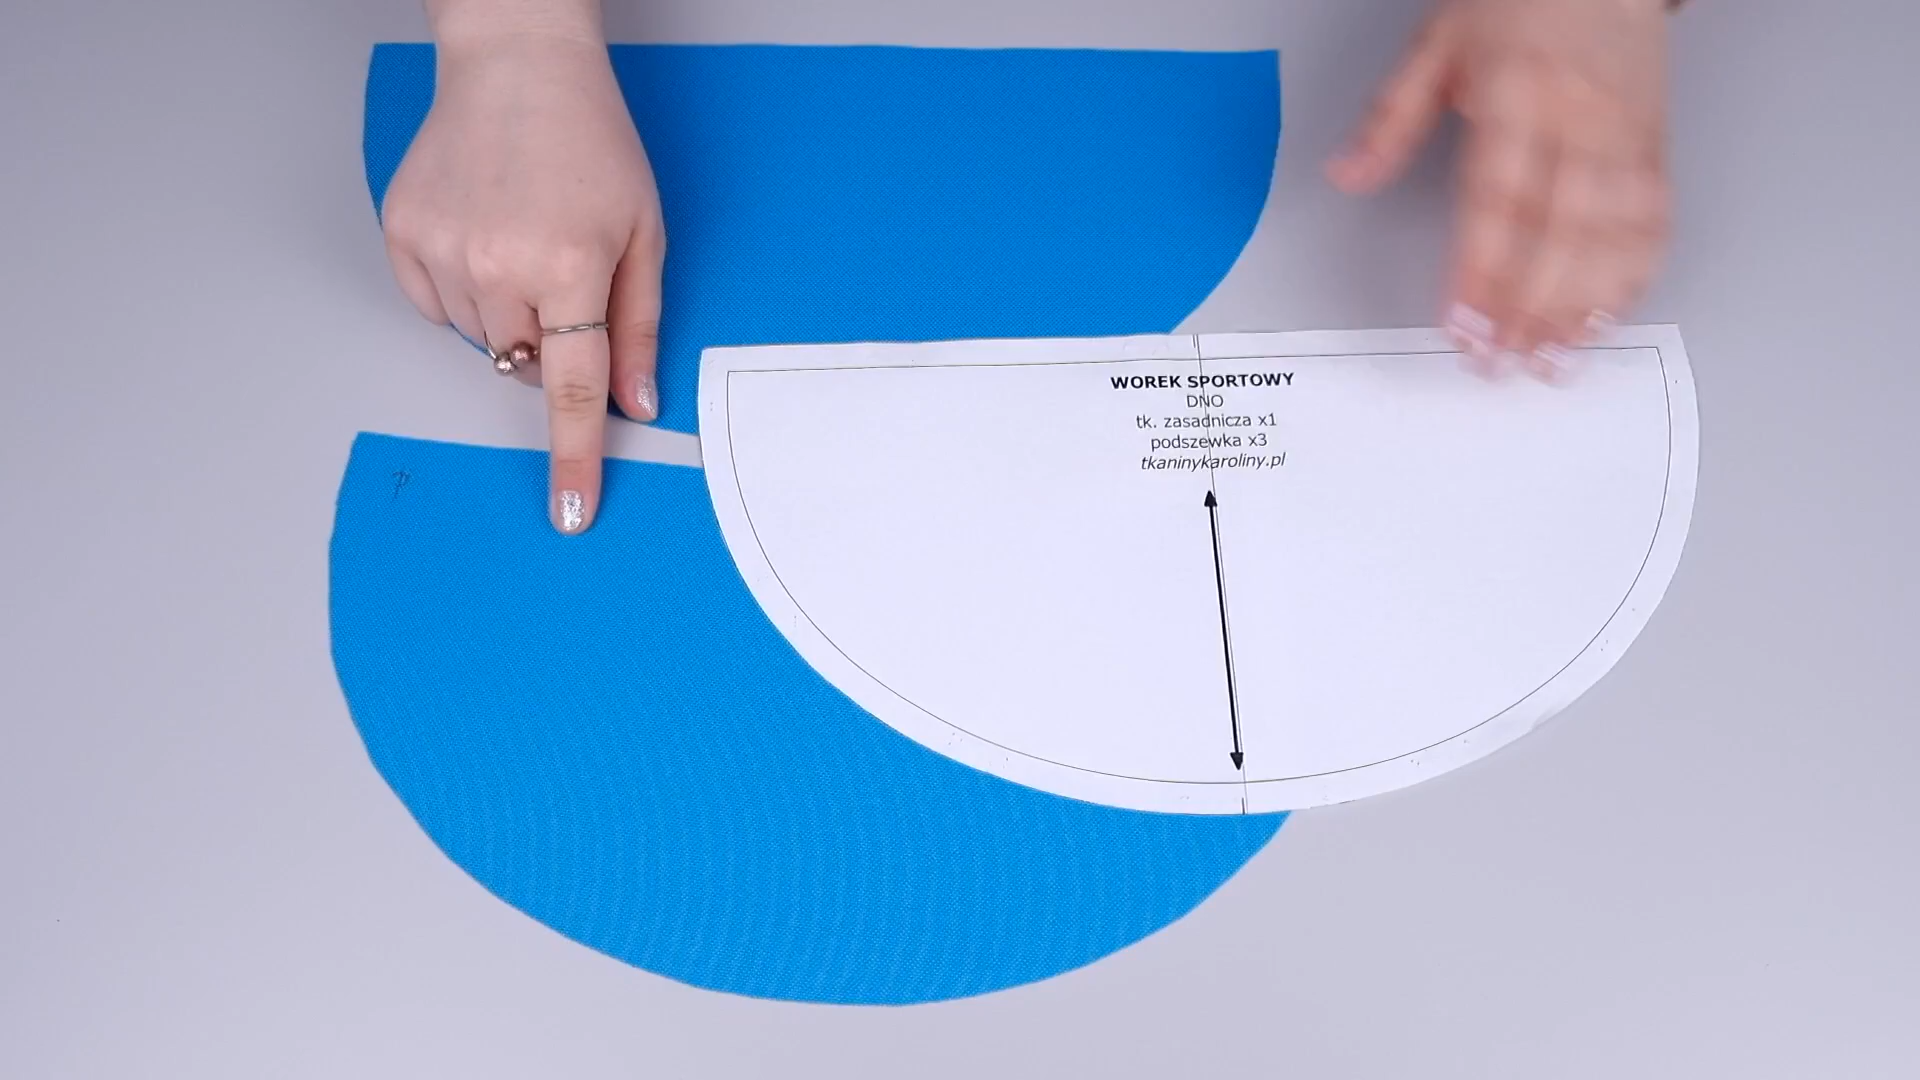 WOREK SPORTOWY
DNO
tk. zasadnicza x1
podszewka x3
tkaninykaroliny.pl